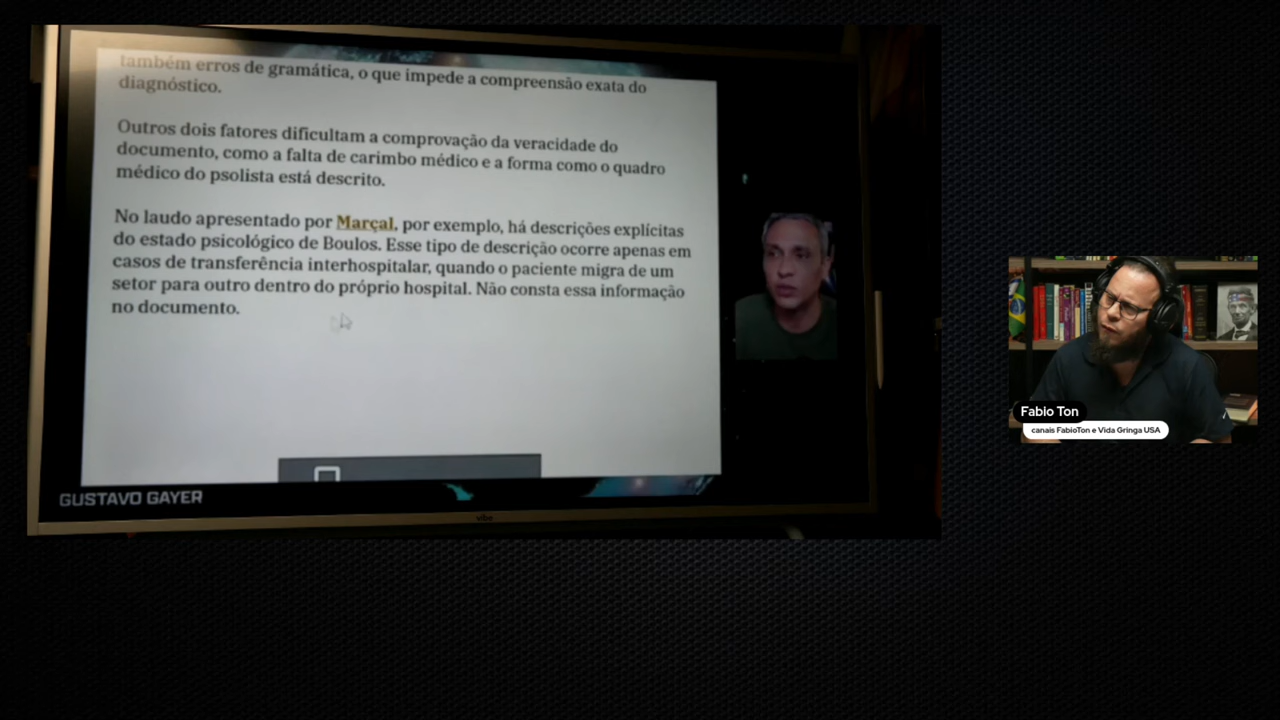 também erros de gramática, o que impede a compreensão exata do
diagnóstico.
Outros dois fatores dificultam a comprovação da veracidade do
documento, como a falta de carimbo médico e a forma como o quadro
médico do psolista está descrito.
No laudo apresentado por Marçal, por exemplo, há descrições explícitas
do estado psicológico de Boulos. Esse tipo de descrição ocorre apenas em
casos de transferência interhospitalar, quando o paciente migra de um
setor para outro dentro do próprio hospital. Não consta essa informação
no documento.
GUSTAVO GAYER
vibe
Fabio Ton
canais FabioTon e Vida Gringa USA